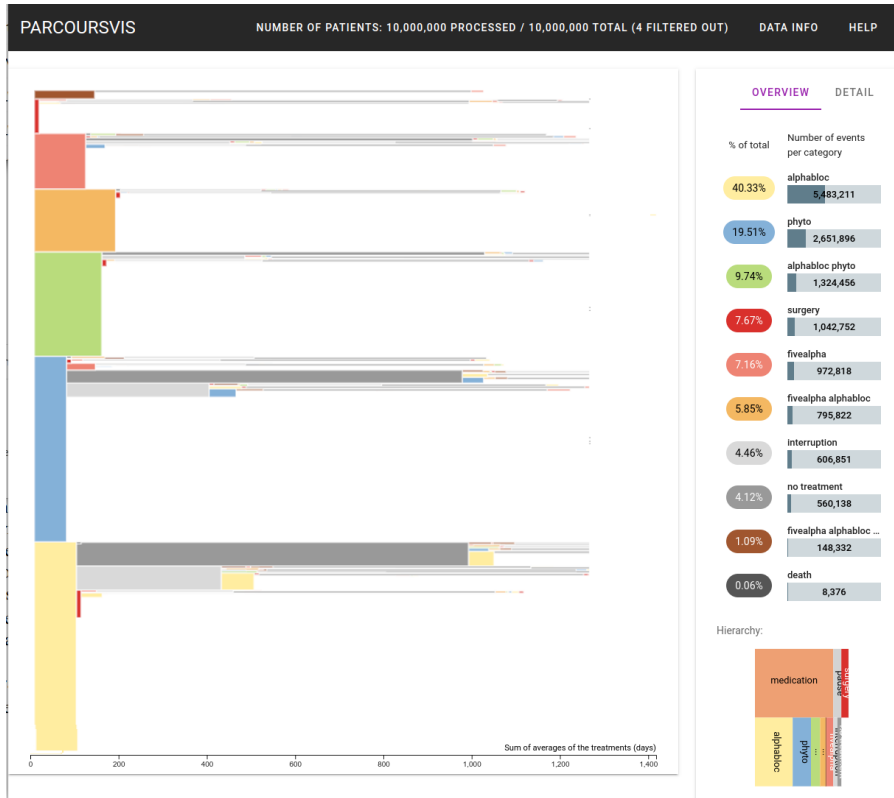 PARCOURSVIS
NUMBER OF PATIENTS: 10,000,000 PROCESSED / 10,000,000 TOTAL (4 FILTERED OUT)
DATA INFO
HELP
OVERVIEW
DETAIL
% of total
Number of events
per category
40.33%
alphabloc
5,483,211
19.51%
phyto
2,651,896
9.74%
alphabloc phyto
1,324,456
7.67%
surgery
1,042,752
7.16%
fivealpha
972,818
5.85%
fivealpha alphabloc
795,822
4.46%
interruption
606,851
4.12%
no treatment
560,138
1.09%
fivealpha alphabloc ...
148,332
0.06%
death
8,376
Hierarchy:
medication
pause
surgery
alphabloc
phyto
...
...
Sum of averages of the treatments (days)
0
200
400
600
800
1,000
1,200
1,400